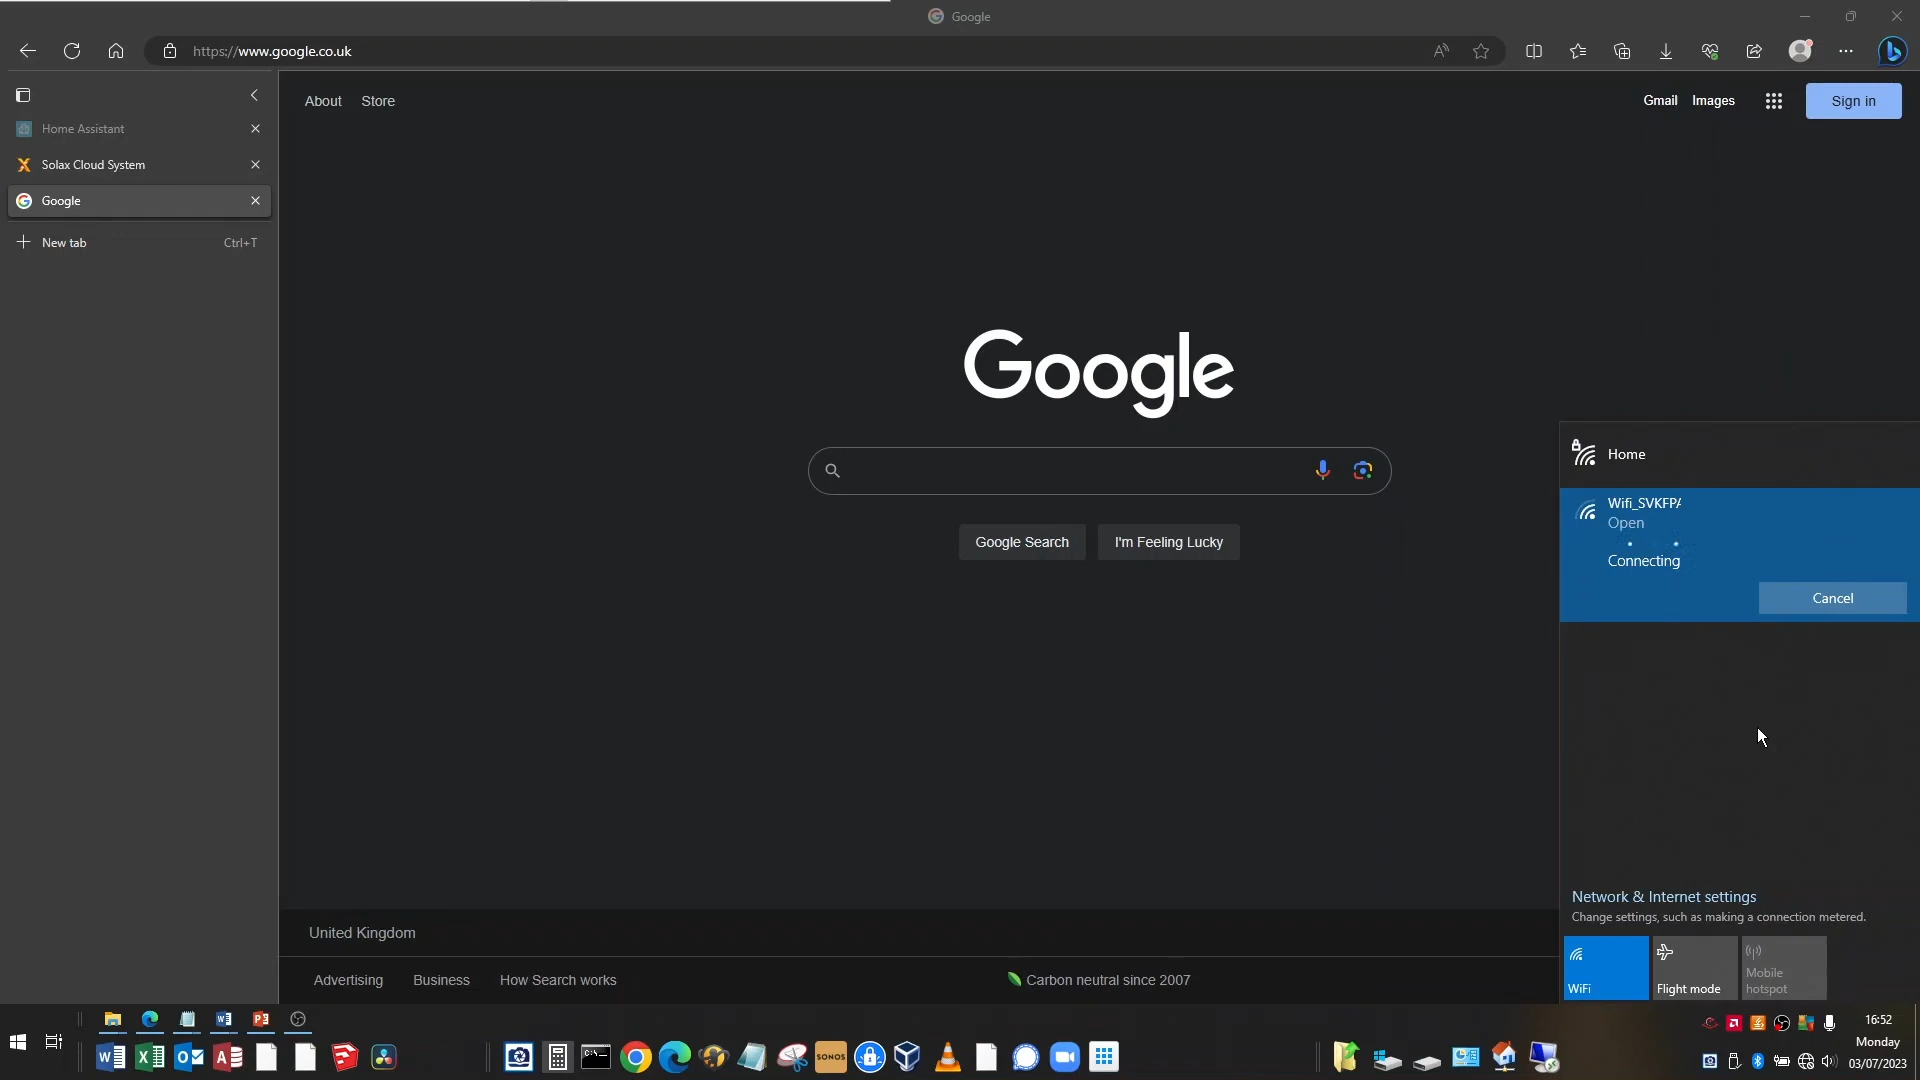 Google
https://www.google.co.uk
Home Assistant
Solax Cloud System
Google
New tab Ctrl+T
About Store
Gmail Images Sign in
Google
Google Search I'm Feeling Lucky
Home
Open
Connecting
Cancel
Network & Internet settings
Change settings, such as making a connection metered.
WiFi
Flight mode
Mobile
hotspot
United Kingdom
Advertising Business How Search works
Carbon neutral since 2007
SONOS
16:52
Monday
03/07/2023